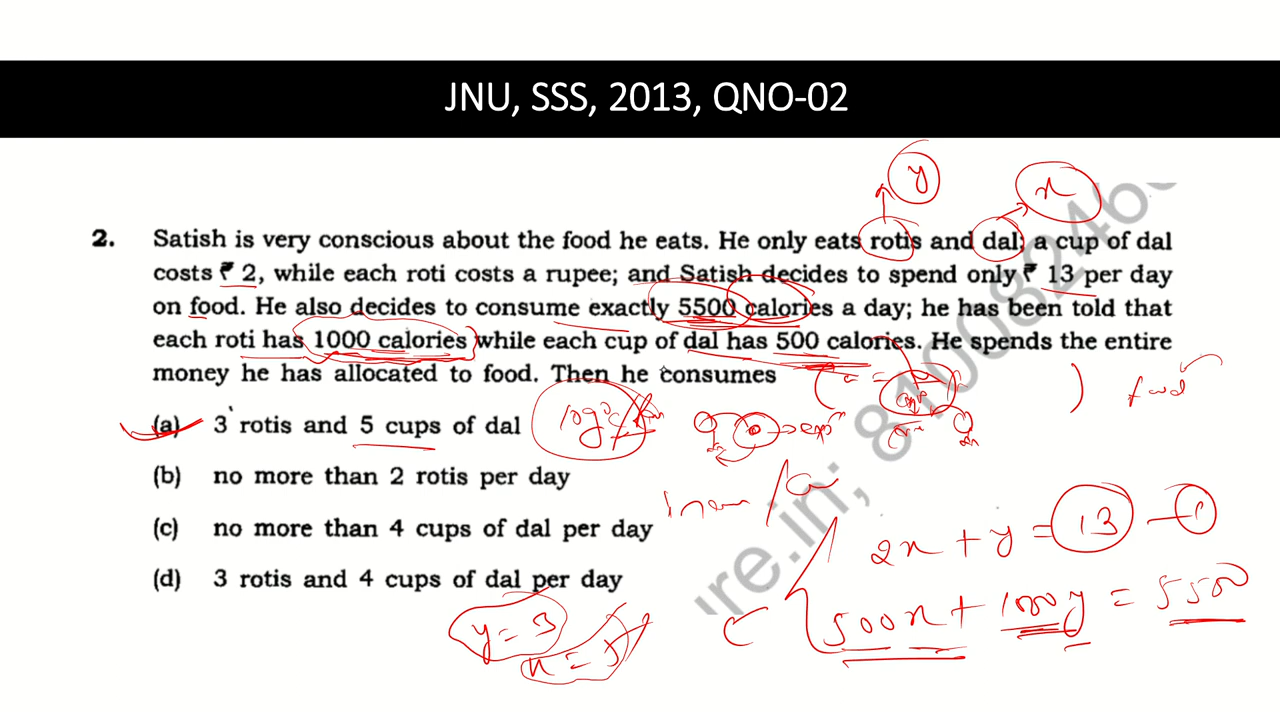 JNU, SSS, 2013, QNO-02
y
x
2. Satish is very conscious about the food he eats. He only eats rotis and dal; a cup of dal
costs ₹ 2, while each roti costs a rupee; and Satish decides to spend only ₹ 13 per day
on food. He also decides to consume exactly 5500 calories a day; he has been told that
each roti has 1000 calories while each cup of dal has 500 calories. He spends the entire
money he has allocated to food. Then he consumes
(a) 3 rotis and 5 cups of dal
(b) no more than 2 rotis per day
(c) no more than 4 cups of dal per day
(d) 3 rotis and 4 cups of dal per day
2x + y = 13 — 1
500x + 1000y = 5500
y = 3
x = 5